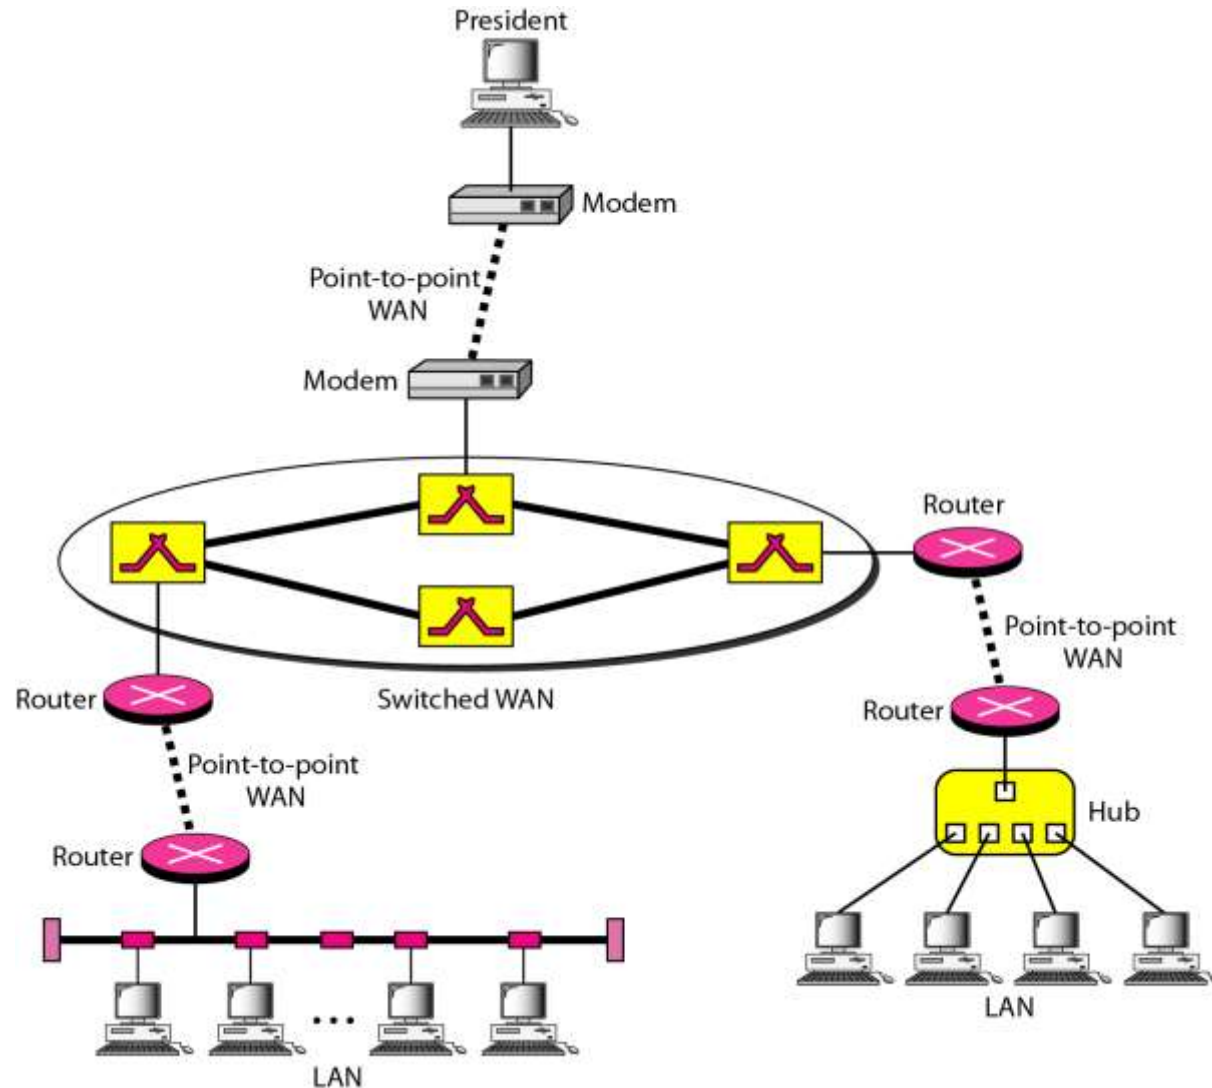 President
Modem
Point-to-point
WAN
Modem
Router
Point-to-point
WAN
Router
Switched WAN
Router
Point-to-point
WAN
Hub
Router
LAN
LAN